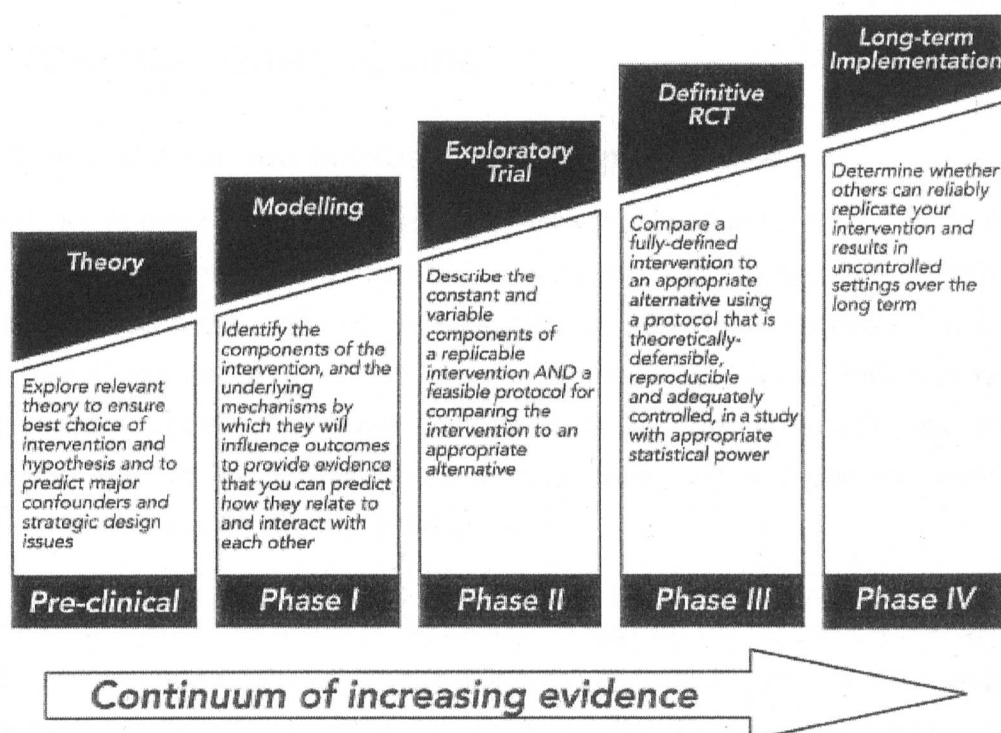 Theory
Explore relevant
theory to ensure
best choice of
intervention and
hypothesis and to
predict major
confounders and
strategic design
issues
Pre-clinical
Modelling
Identify the
components of the
intervention, and the
underlying
mechanisms by
which they will
influence outcomes
to provide evidence
that you can predict
how they relate to
and interact with
each other
Phase I
Exploratory
Trial
Describe the
constant and
variable
components of
a replicable
intervention AND a
feasible protocol for
comparing the
intervention to an
appropriate
alternative
Phase II
Definitive
RCT
Compare a
fully-defined
intervention to
an appropriate
alternative using
a protocol that is
theoretically-
defensible,
reproducible
and adequately
controlled, in a study
with appropriate
statistical power
Phase III
Long-term
Implementation
Determine whether
others can reliably
replicate your
intervention and
results in
uncontrolled
settings over the
long term
Phase IV
Continuum of increasing evidence